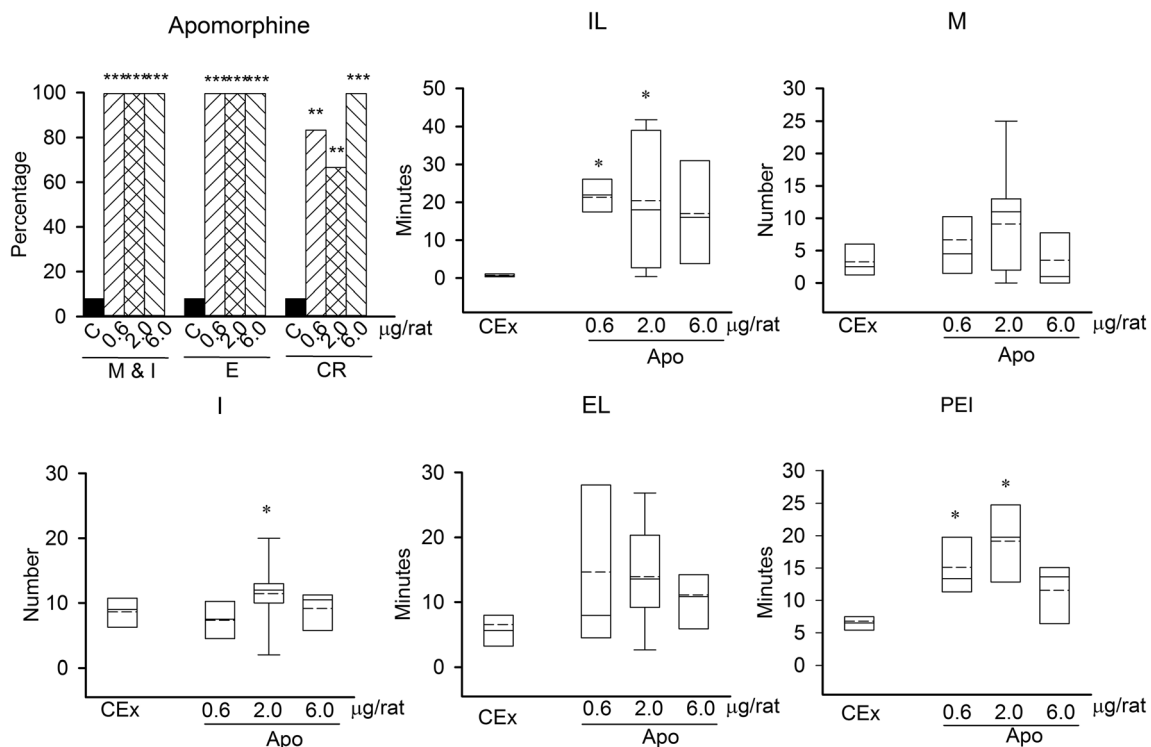 Apomorphine
*** *** ***
*** *** ***
** ** ***
Percentage
100
80
60
40
20
0
C 0.6 2.0 6.0 C 0.6 2.0 6.0 C 0.6 2.0 6.0 μg/rat
M & I E CR
IL
Minutes
50
40
30
20
10
0
* *
CEx 0.6 2.0 6.0 μg/rat
Apo
M
Number
30
25
20
15
10
5
0
CEx 0.6 2.0 6.0 μg/rat
Apo
I
Number
30
20
10
0
*
CEx 0.6 2.0 6.0 μg/rat
Apo
EL
Minutes
30
20
10
0
CEx 0.6 2.0 6.0 μg/rat
Apo
PEI
Minutes
30
25
20
15
10
5
0
* *
CEx 0.6 2.0 6.0 μg/rat
Apo